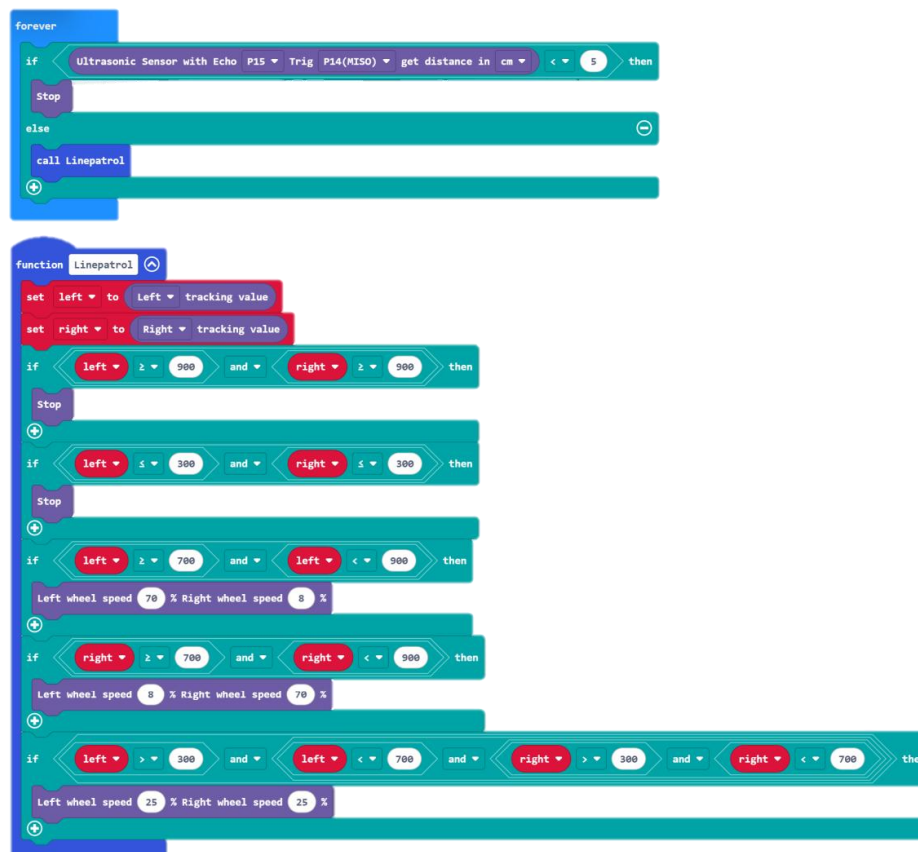 forever
if Ultrasonic Sensor with Echo P15 Trig P14(MISO) get distance in cm < 5 then
Stop
else
call Linepatrol
function Linepatrol
set left to Left tracking value
set right to Right tracking value
if left ≥ 900 and right ≥ 900 then
Stop
if left ≤ 300 and right ≤ 300 then
Stop
if left ≥ 700 and left < 900 then
Left wheel speed 70 % Right wheel speed 8 %
if right ≥ 700 and right < 900 then
Left wheel speed 8 % Right wheel speed 70 %
if left > 300 and left < 700 and right > 300 and right < 700 the
Left wheel speed 25 % Right wheel speed 25 %